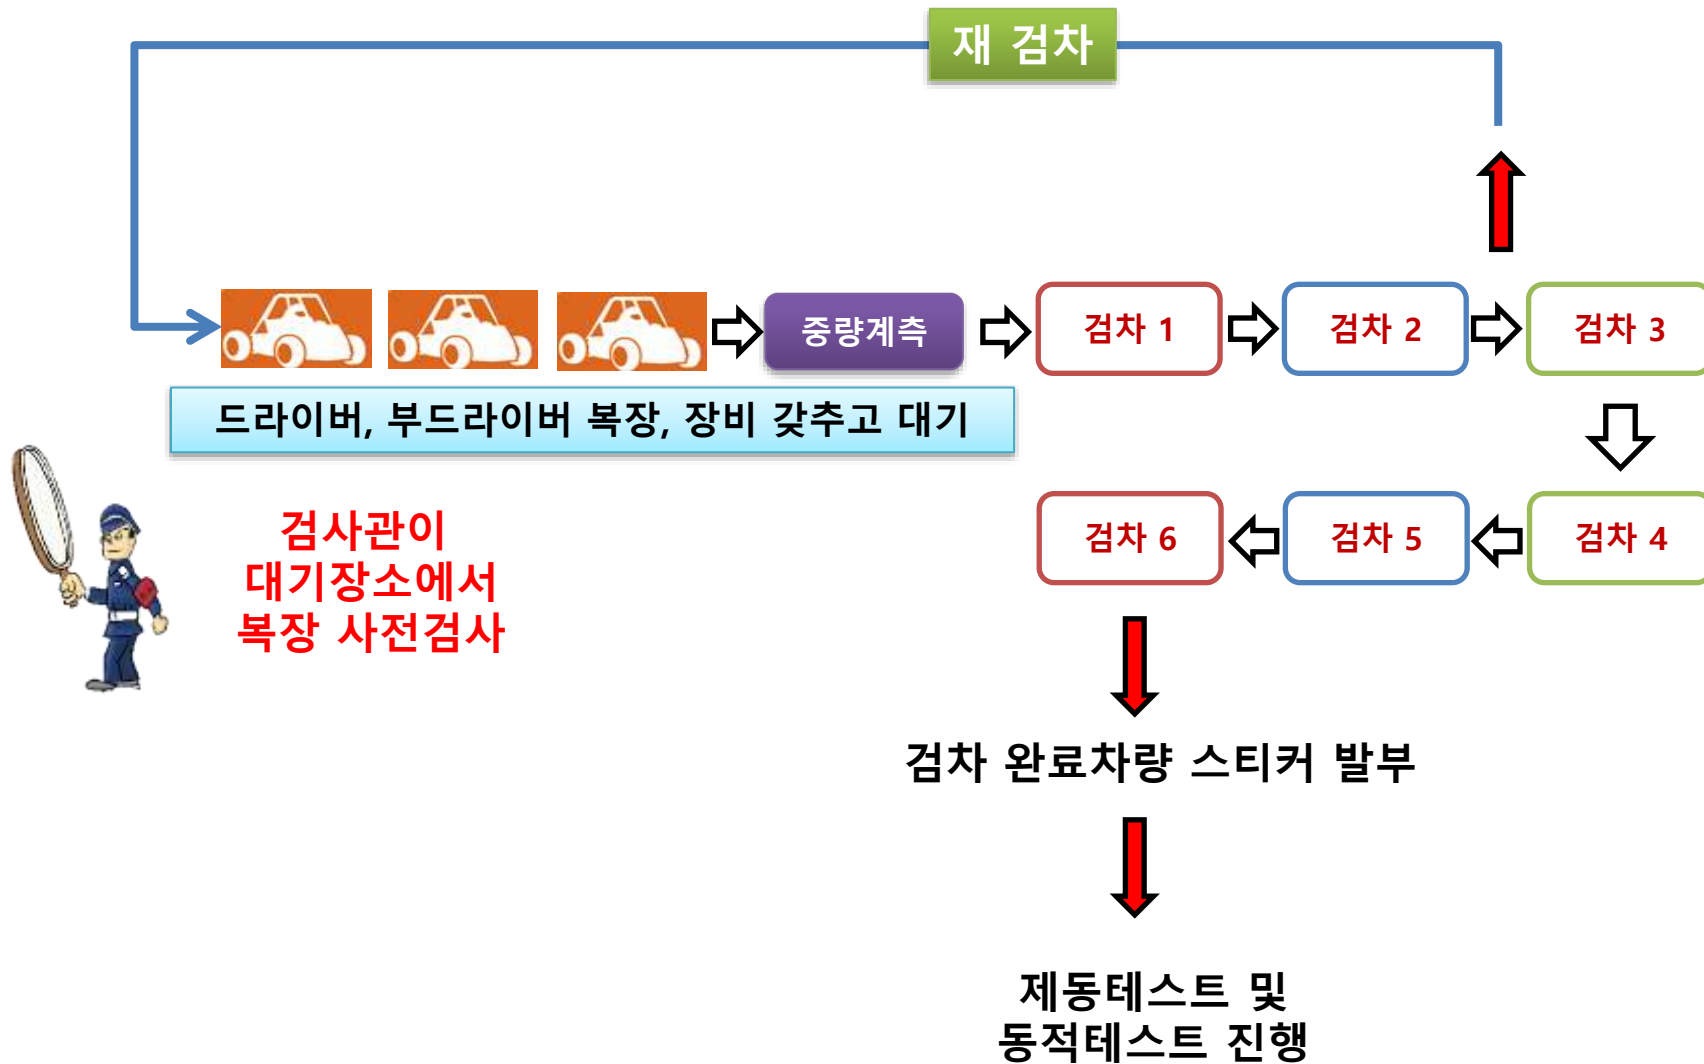 재 검차
중량계측
검차 1
검차 2
검차 3
드라이버, 부드라이버 복장, 장비 갖추고 대기
검사관이
대기장소에서
복장 사전검사
검차 6
검차 5
검차 4
검차 완료차량 스티커 발부
제동테스트 및
동적테스트 진행